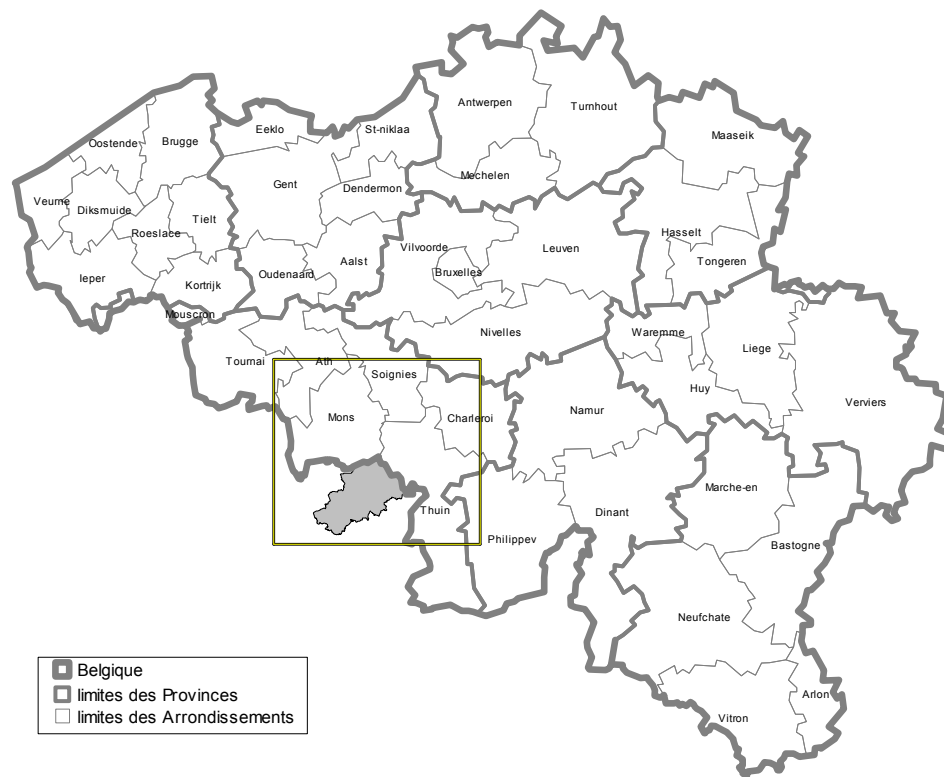 Antwerpen
Turnhout
Eeklo
St-niklaa
Maaseik
Oostende
Brugge
Mechelen
Gent
Dendermon
Veurne
Diksmuide
Tielt
Roeslace
Hasselt
Vilvoorde
Leuven
Aalst
Tongeren
Ieper
Oudenaard
Bruxelles
Kortrijk
Mouscron
Nivelles
Waremme
Liege
Tournai
Ath
Soignies
Huy
Verviers
Mons
Charleroi
Namur
Marche-en
Thuin
Dinant
Philippev
Bastogne
Neufchate
Arlon
Vitron
Belgique
limites des Provinces
limites des Arrondissements